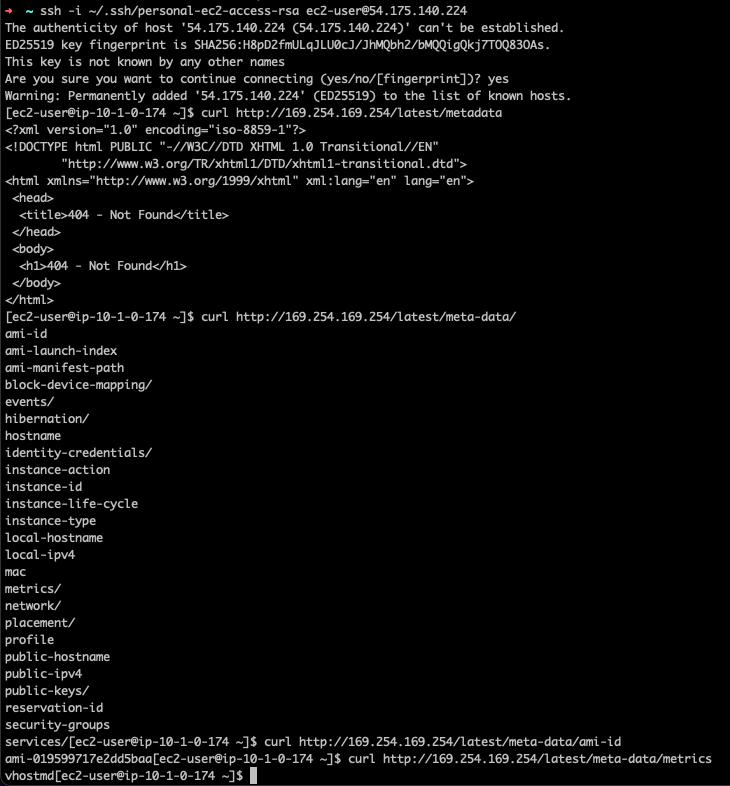 → ~ ssh -i ~/.ssh/personal-ec2-access-rsa ec2-user@54.175.140.224
The authenticity of host '54.175.140.224 (54.175.140.224)' can't be established.
ED25519 key fingerprint is SHA256:H8pD2fmULqJLU0cJ/JhMQbh2/bMQQigQkj7TOQ83OAs.
This key is not known by any other names
Are you sure you want to continue connecting (yes/no/[fingerprint])? yes
Warning: Permanently added '54.175.140.224' (ED25519) to the list of known hosts.
[ec2-user@ip-10-1-0-174 ~]$ curl http://169.254.169.254/latest/metadata
<?xml version="1.0" encoding="iso-8859-1"?>
<!DOCTYPE html PUBLIC "-//W3C//DTD XHTML 1.0 Transitional//EN"
        "http://www.w3.org/TR/xhtml1/DTD/xhtml1-transitional.dtd">
<html xmlns="http://www.w3.org/1999/xhtml" xml:lang="en" lang="en">
 <head>
  <title>404 - Not Found</title>
 </head>
 <body>
  <h1>404 - Not Found</h1>
 </body>
</html>
[ec2-user@ip-10-1-0-174 ~]$ curl http://169.254.169.254/latest/meta-data/
ami-id
ami-launch-index
ami-manifest-path
block-device-mapping/
events/
hibernation/
hostname
identity-credentials/
instance-action
instance-id
instance-life-cycle
instance-type
local-hostname
local-ipv4
mac
metrics/
network/
placement/
profile
public-hostname
public-ipv4
public-keys/
reservation-id
security-groups
services/[ec2-user@ip-10-1-0-174 ~]$ curl http://169.254.169.254/latest/meta-data/ami-id
ami-019599717e2dd5baa[ec2-user@ip-10-1-0-174 ~]$ curl http://169.254.169.254/latest/meta-data/metrics
vhostmd[ec2-user@ip-10-1-0-174 ~]$